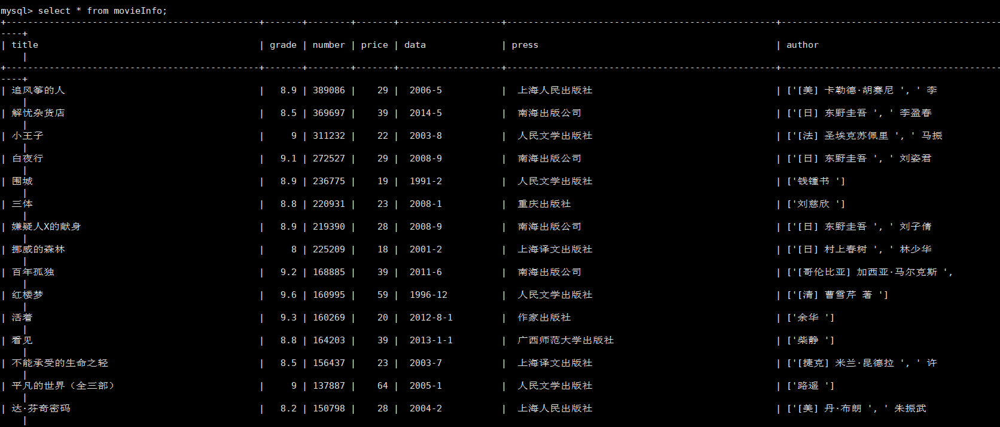 mysql> select * from movieInfo;
+-----------------------------------------------+-------+--------+-------+-------------------+--------------------------------------------------+-----------------------------------------
----+
| title | grade | number | price | data | press | author
|
+-----------------------------------------------+-------+--------+-------+-------------------+--------------------------------------------------+-----------------------------------------
----+
| 追风筝的人 | 8.9 | 389086 | 29 | 2006-5 | 上海人民出版社 | ['[美] 卡勒德·胡赛尼 ', ' 李
|
| 解忧杂货店 | 8.5 | 369697 | 39 | 2014-5 | 南海出版公司 | ['[日] 东野圭吾 ', ' 李盈春
|
| 小王子 | 9 | 311232 | 22 | 2003-8 | 人民文学出版社 | ['[法] 圣埃克苏佩里 ', ' 马振
|
| 白夜行 | 9.1 | 272527 | 29 | 2008-9 | 南海出版公司 | ['[日] 东野圭吾 ', ' 刘姿君
|
| 围城 | 8.9 | 236775 | 19 | 1991-2 | 人民文学出版社 | ['钱锺书 ']
|
| 三体 | 8.8 | 220931 | 23 | 2008-1 | 重庆出版社 | ['刘慈欣 ']
|
| 嫌疑人X的献身 | 8.9 | 219390 | 28 | 2008-9 | 南海出版公司 | ['[日] 东野圭吾 ', ' 刘子倩
|
| 挪威的森林 | 8 | 225209 | 18 | 2001-2 | 上海译文出版社 | ['[日] 村上春树 ', ' 林少华
|
| 百年孤独 | 9.2 | 168885 | 39 | 2011-6 | 南海出版公司 | ['[哥伦比亚] 加西亚·马尔克斯 ',
|
| 红楼梦 | 9.6 | 160995 | 59 | 1996-12 | 人民文学出版社 | ['[清] 曹雪芹 著 ']
|
| 活着 | 9.3 | 160269 | 20 | 2012-8-1 | 作家出版社 | ['余华 ']
|
| 看见 | 8.8 | 164203 | 39 | 2013-1-1 | 广西师范大学出版社 | ['柴静 ']
|
| 不能承受的生命之轻 | 8.5 | 156437 | 23 | 2003-7 | 上海译文出版社 | ['[捷克] 米兰·昆德拉 ', ' 许
|
| 平凡的世界（全三部） | 9 | 137887 | 64 | 2005-1 | 人民文学出版社 | ['路遥 ']
|
| 达·芬奇密码 | 8.2 | 150798 | 28 | 2004-2 | 上海人民出版社 | ['[美] 丹·布朗 ', ' 朱振武
|